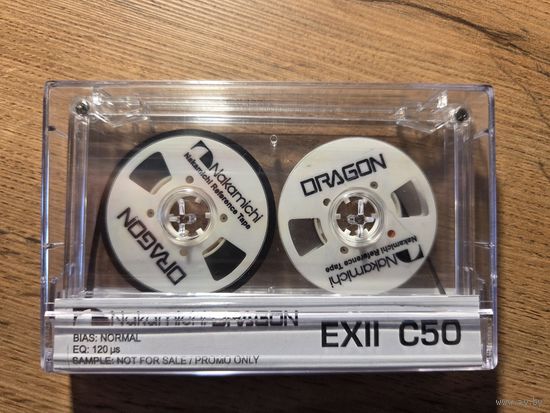 Nakamichi
Nakamichi Reference Tape
DRAGON
DRAGON
Nakamichi
Nakamichi Reference Tape
Nakamichi DRAGON
BIAS: NORMAL
EQ: 120 µs
SAMPLE: NOT FOR SALE / PROMO ONLY
EXII C50